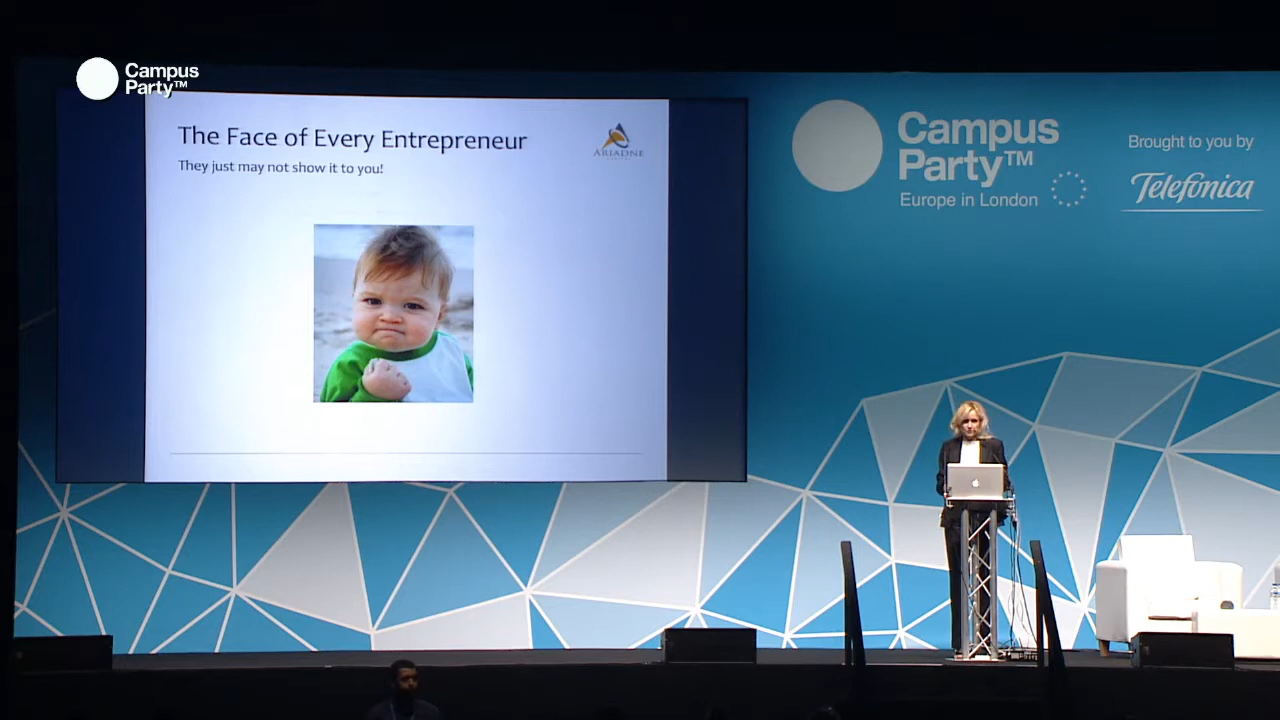 Campus
Party™
The Face of Every Entrepreneur
They just may not show it to you!
ARIADNE
Campus
Party™
Europe in London
Brought to you by
Telefónica